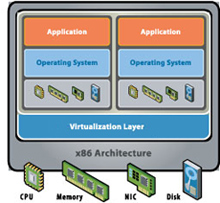 Application Application
Operating System Operating System
Virtualization Layer
x86 Architecture
CPU Memory NIC Disk